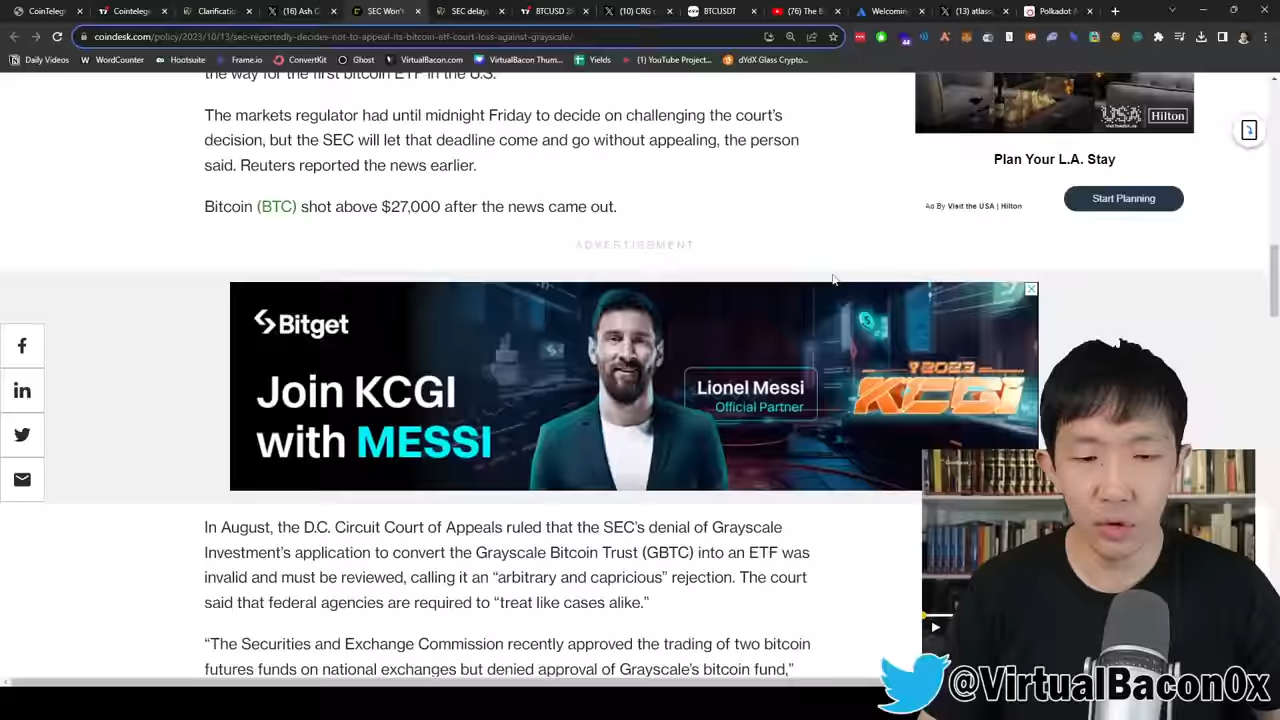 CoinTeleg
CoinTeleg
Clarificatio
(16) Ash C
SEC Won't
SEC delay
BTCUSD 2
(10) CRG
BTCUSDT
(76) The B
Welcoming
(13) atlas
Polkadot
coindesk.com/policy/2023/10/13/sec-reportedly-decides-not-to-appeal-its-bitcoin-etf-court-loss-against-grayscale/
44
Daily Videos
WordCounter
Hootsuite
Frame.io
ConvertKit
Ghost
VirtualBacon.com
VirtualBacon Thum...
Yields
(1) YouTube Project...
dYdX Glass Crypto...
the way for the first bitcoin ETF in the U.S.
The markets regulator had until midnight Friday to decide on challenging the court's
decision, but the SEC will let that deadline come and go without appealing, the person
said. Reuters reported the news earlier.
Bitcoin (BTC) shot above $27,000 after the news came out.
ADVERTISEMENT
USA
Hilton
Plan Your L.A. Stay
Ad By Visit the USA | Hilton
Start Planning
Bitget
Join KCGI
with MESSI
Lionel Messi
Official Partner
KCGI
In August, the D.C. Circuit Court of Appeals ruled that the SEC's denial of Grayscale
Investment's application to convert the Grayscale Bitcoin Trust (GBTC) into an ETF was
invalid and must be reviewed, calling it an “arbitrary and capricious” rejection. The court
said that federal agencies are required to “treat like cases alike.”
“The Securities and Exchange Commission recently approved the trading of two bitcoin
futures funds on national exchanges but denied approval of Grayscale's bitcoin fund,”
@VirtualBacon0x